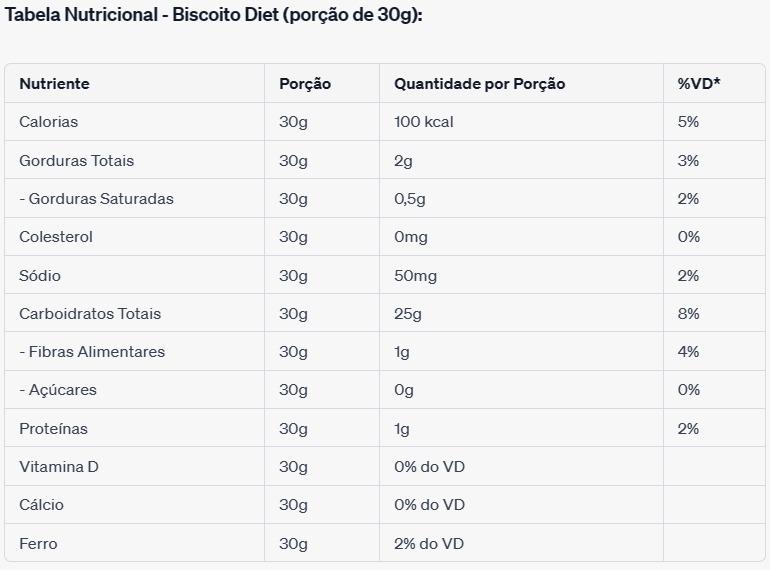 Tabela Nutricional - Biscoito Diet (porção de 30g):
Nutriente Porção Quantidade por Porção %VD*
Calorias 30g 100 kcal 5%
Gorduras Totais 30g 2g 3%
- Gorduras Saturadas 30g 0,5g 2%
Colesterol 30g 0mg 0%
Sódio 30g 50mg 2%
Carboidratos Totais 30g 25g 8%
- Fibras Alimentares 30g 1g 4%
- Açúcares 30g 0g 0%
Proteínas 30g 1g 2%
Vitamina D 30g 0% do VD
Cálcio 30g 0% do VD
Ferro 30g 2% do VD